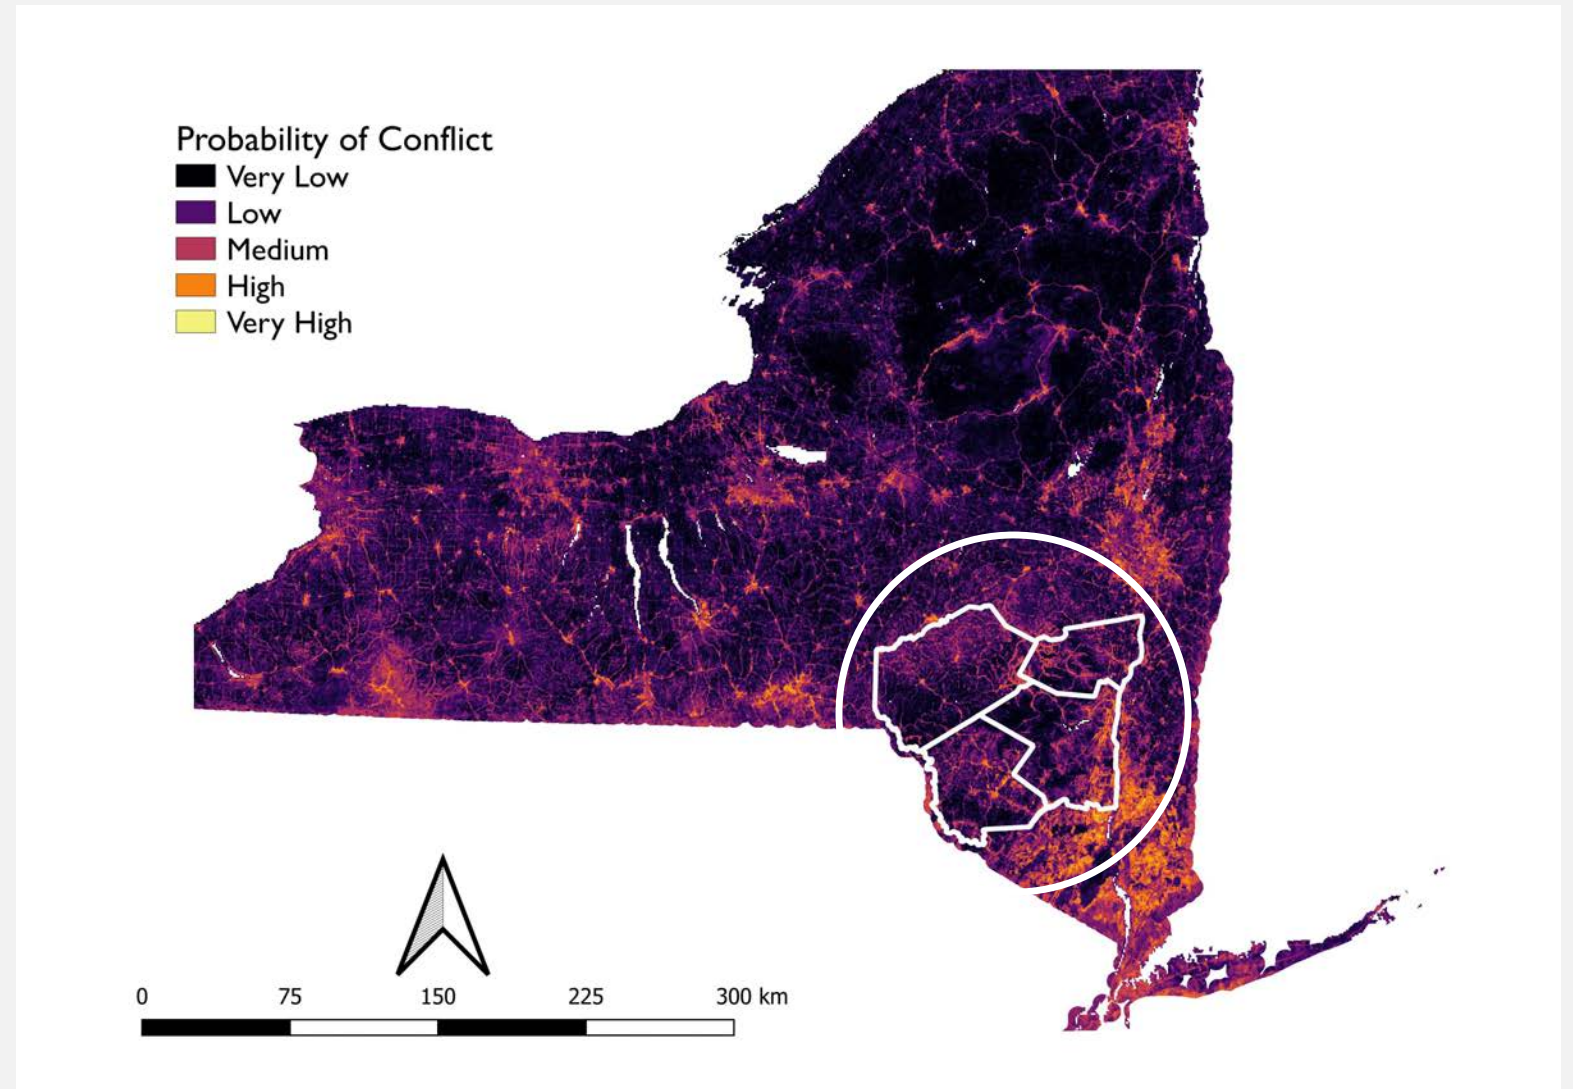 Probability of Conflict
Very Low
Low
Medium
High
Very High
0 75 150 225 300 km